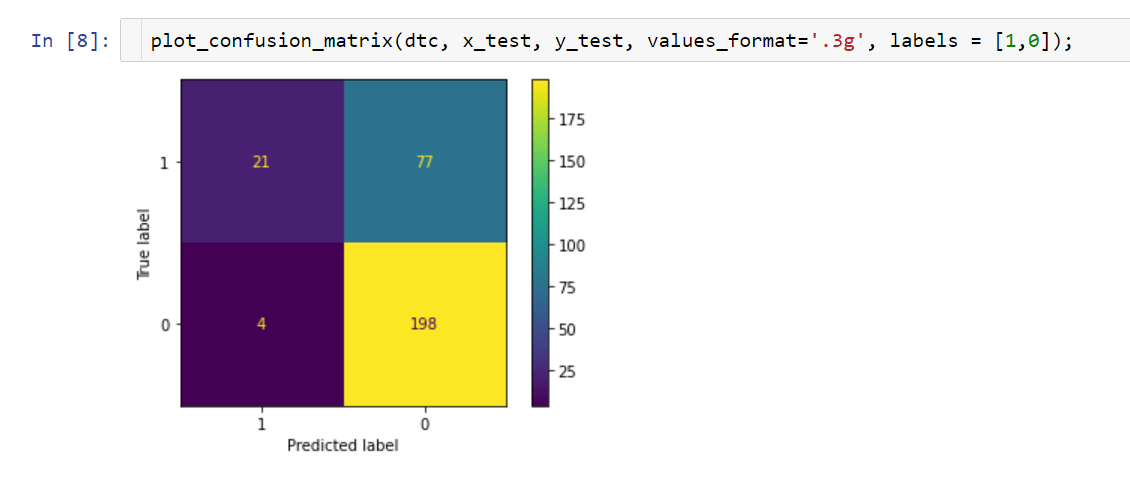 In [8]: plot_confusion_matrix(dtc, x_test, y_test, values_format='.3g', labels = [1,0]);
175
1 21 77
150
125
True label
100
75
0 4 198
50
25
1 0
Predicted label